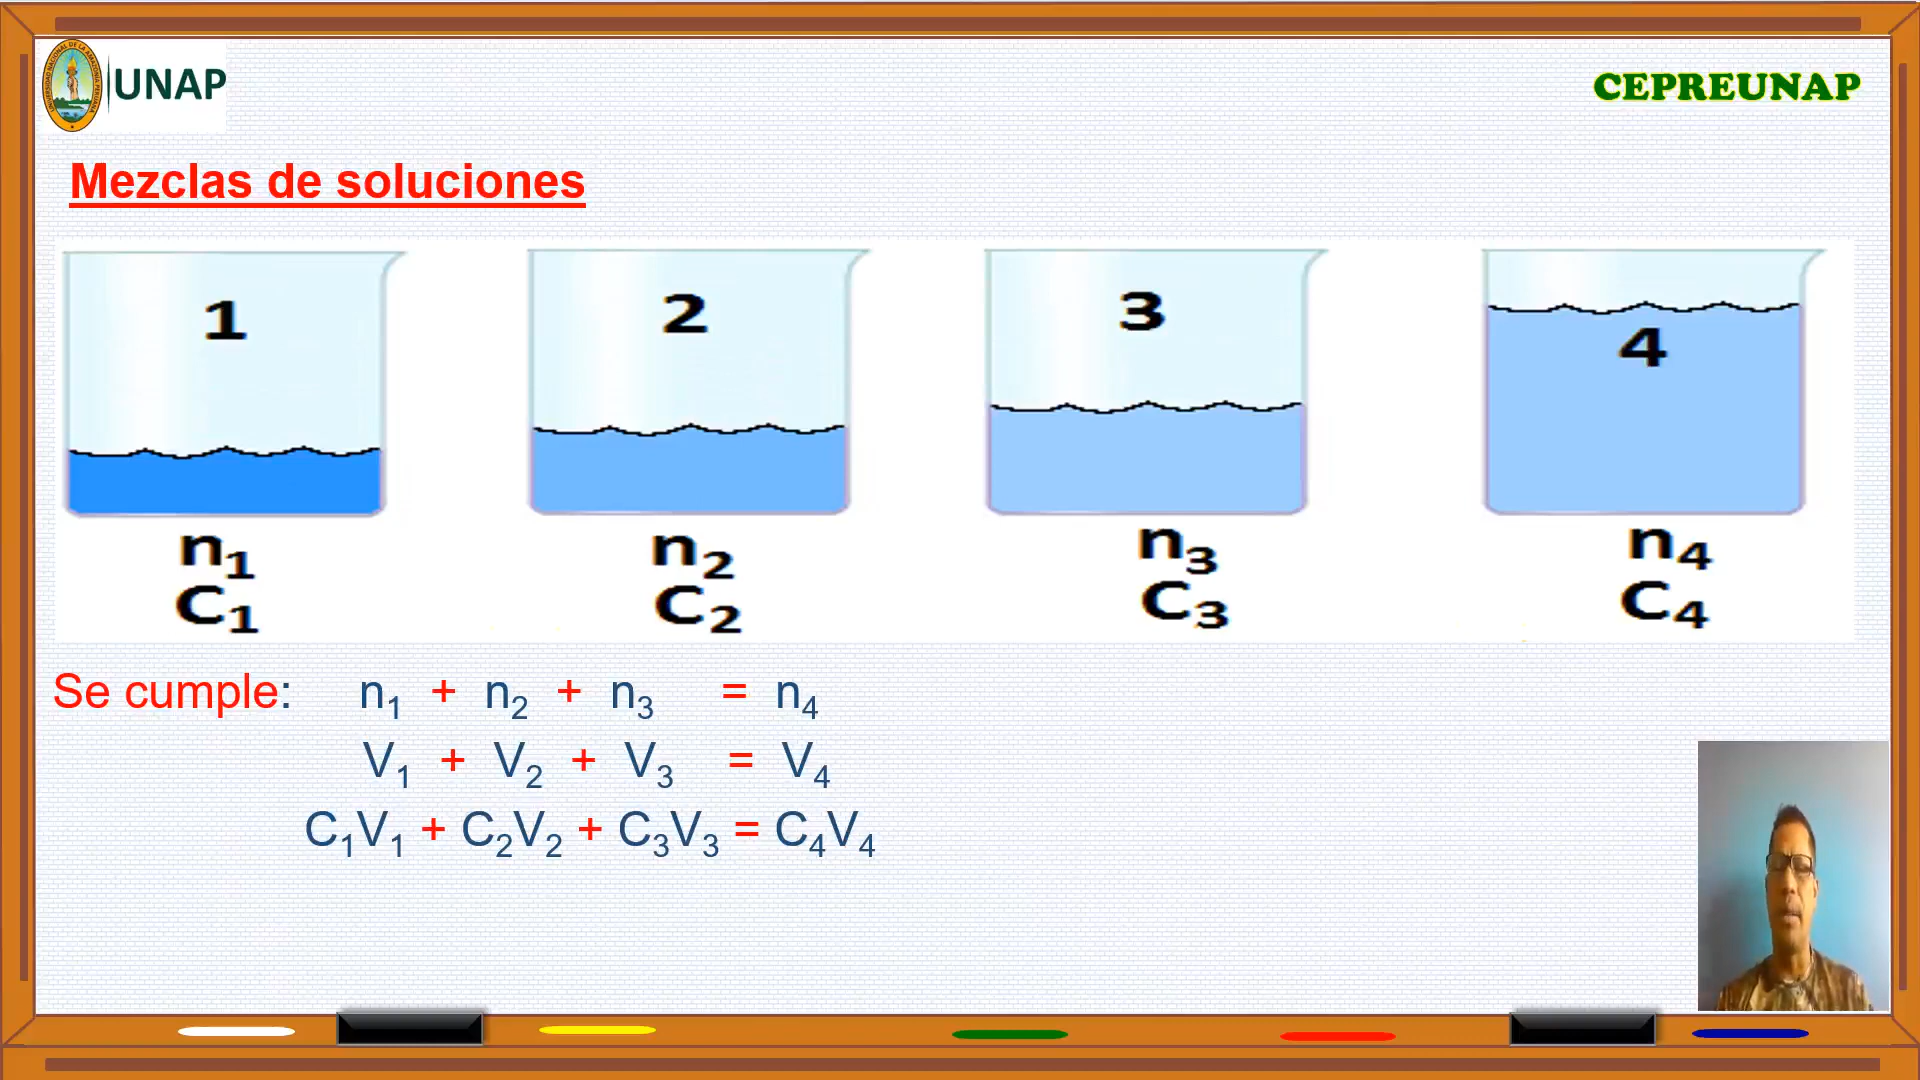 UNAP
CEPREUNAP
Mezclas de soluciones
1 2 3 4
n₁ n₂ n₃ n₄
C₁ C₂ C₃ C₄
Se cumple: n₁ + n₂ + n₃ = n₄
V₁ + V₂ + V₃ = V₄
C₁V₁ + C₂V₂ + C₃V₃ = C₄V₄